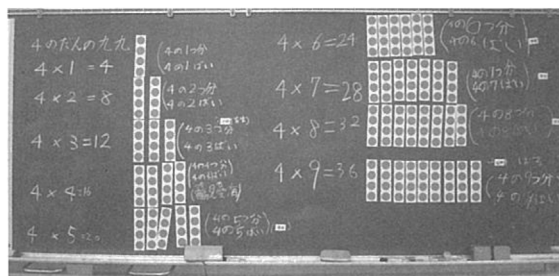 4のだんの九九
4×1=4
(4の1つ分
4の1ばい
4×2=8
(4の2つ分
4の2ばい
4×3=12
(4の3つ分
4の3ばい
4×4=16
(4の4つ分
4の4ばい
4×5=20
(4の5つ分
4の5ばい
4×6=24
(4の6つ分
4の6ばい)
4×7=28
(4の7つ分
4の7ばい)
4×8=32
(4の8つ分
4の8ばい)
4×9=36
(4の9つ分
4の9ばい)